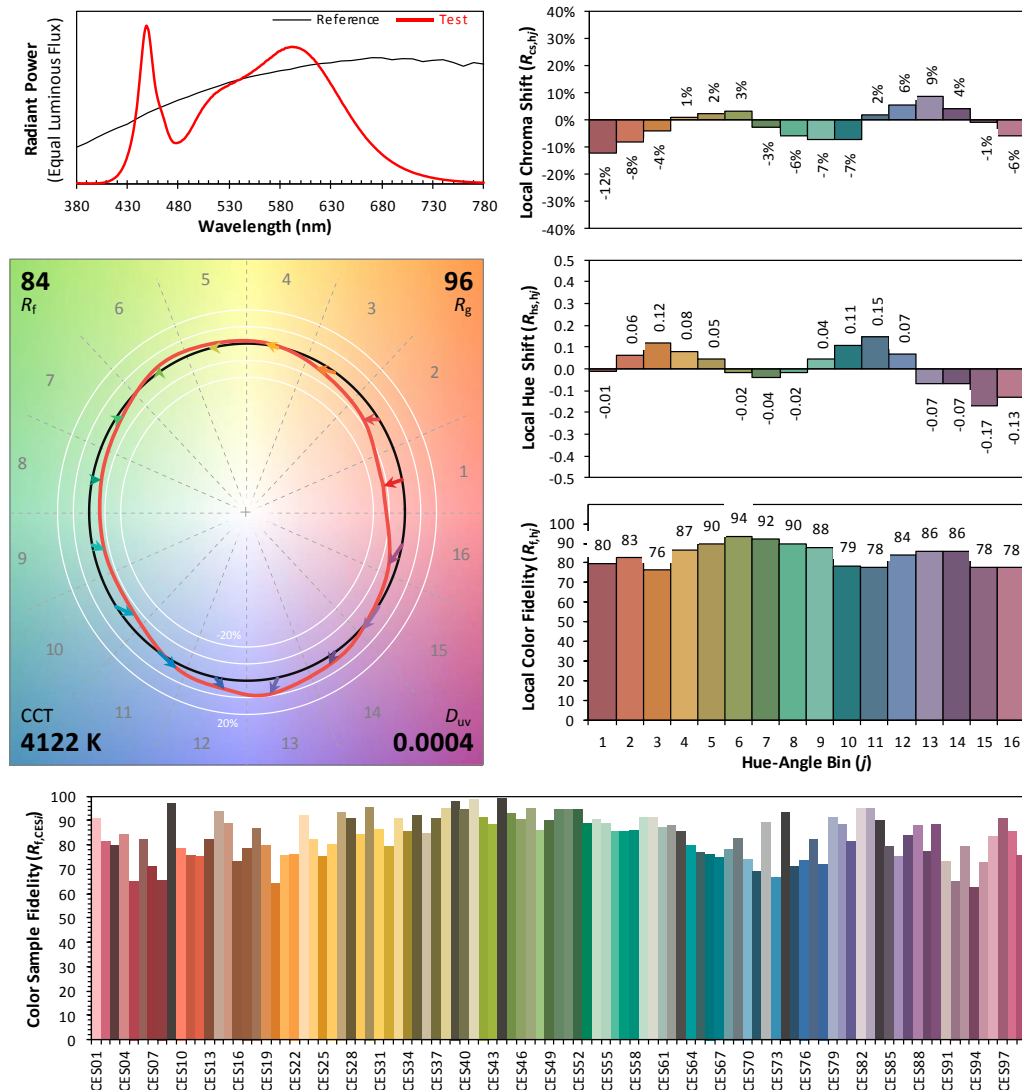 Reference
Test
Radiant Power
(Equal Luminous Flux)
380 430 480 530 580 630 680 730 780
Wavelength (nm)
Local Chroma Shift (Rcs,hj)
40%
30%
20%
10%
0%
-10%
-20%
-30%
-40%
-12% -8% -4% 1% 2% 3% -3% -6% -7% -7% 2% 6% 9% 4% -1% -6%
84
Rf
96
Rg
5 4
6 3
7 2
8 1
9 16
10 15
11 14
12 13
-20%
20%
CCT
4122 K
Duv
0.0004
Local Hue Shift (Rhs,hj)
0.5
0.4
0.3
0.2
0.1
0.0
-0.1
-0.2
-0.3
-0.4
-0.5
-0.01 0.06 0.12 0.08 0.05 -0.02 -0.04 -0.02 0.04 0.11 0.15 0.07 -0.07 -0.07 -0.17 -0.13
Local Color Fidelity (Rf,hj)
100
90
80
70
60
50
40
30
20
10
0
80 83 76 87 90 94 92 90 88 79 78 84 86 86 78 78
1 2 3 4 5 6 7 8 9 10 11 12 13 14 15 16
Hue-Angle Bin (j)
Color Sample Fidelity (Rf,CESi)
100
90
80
70
60
50
40
30
20
10
0
CES01 CES04 CES07 CES10 CES13 CES16 CES19 CES22 CES25 CES28 CES31 CES34 CES37 CES40 CES43 CES46 CES49 CES52 CES55 CES58 CES61 CES64 CES67 CES70 CES73 CES76 CES79 CES82 CES85 CES88 CES91 CES94 CES97